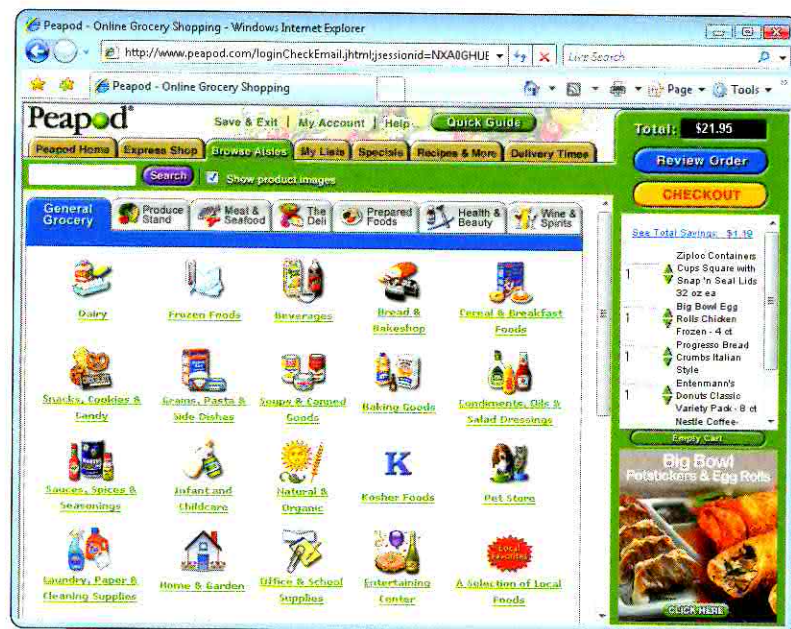 Peapod - Online Grocery Shopping - Windows Internet Explorer
http://www.peapod.com/loginCheckEmail.jhtml;jsessionid=NXA0GHUE
Live Search
Peapod - Online Grocery Shopping
Page
Tools
Peapod
Save & Exit | My Account | Help
Quick Guide
Peapod Home
Express Shop
Browse Aisles
My Lists
Specials
Recipes & More
Delivery Times
Search
Show product images
General Grocery
Produce Stand
Meat & Seafood
The Deli
Prepared Foods
Health & Beauty
Wine & Spirits
Dairy
Frozen Foods
Beverages
Bread & Bakeshop
Cereal & Breakfast Foods
Snacks, Cookies & Candy
Grains, Pasta & Side Dishes
Soups & Canned Goods
Baking Goods
Condiments, Oils & Salad Dressings
Sauces, Spices & Seasonings
Infant and Childcare
Natural & Organic
K
Kosher Foods
Pet Store
Laundry, Paper & Cleaning Supplies
Home & Garden
Office & School Supplies
Entertaining Center
Local Favorites
A Selection of Local Foods
Total: $21.95
Review Order
CHECKOUT
See Total Savings: $1.19
1
Ziploc Containers
Cups Square with
Snap 'n Seal Lids
32 oz ea
1
Big Bowl Egg
Rolls Chicken
Frozen - 4 ct
1
Progresso Bread
Crumbs Italian
Style
1
Entenmann's
Donuts Classic
Variety Pack - 8 ct
Nestle Coffee-
Empty Cart
Big Bowl
Potstickers & Egg Rolls
CLICK HERE